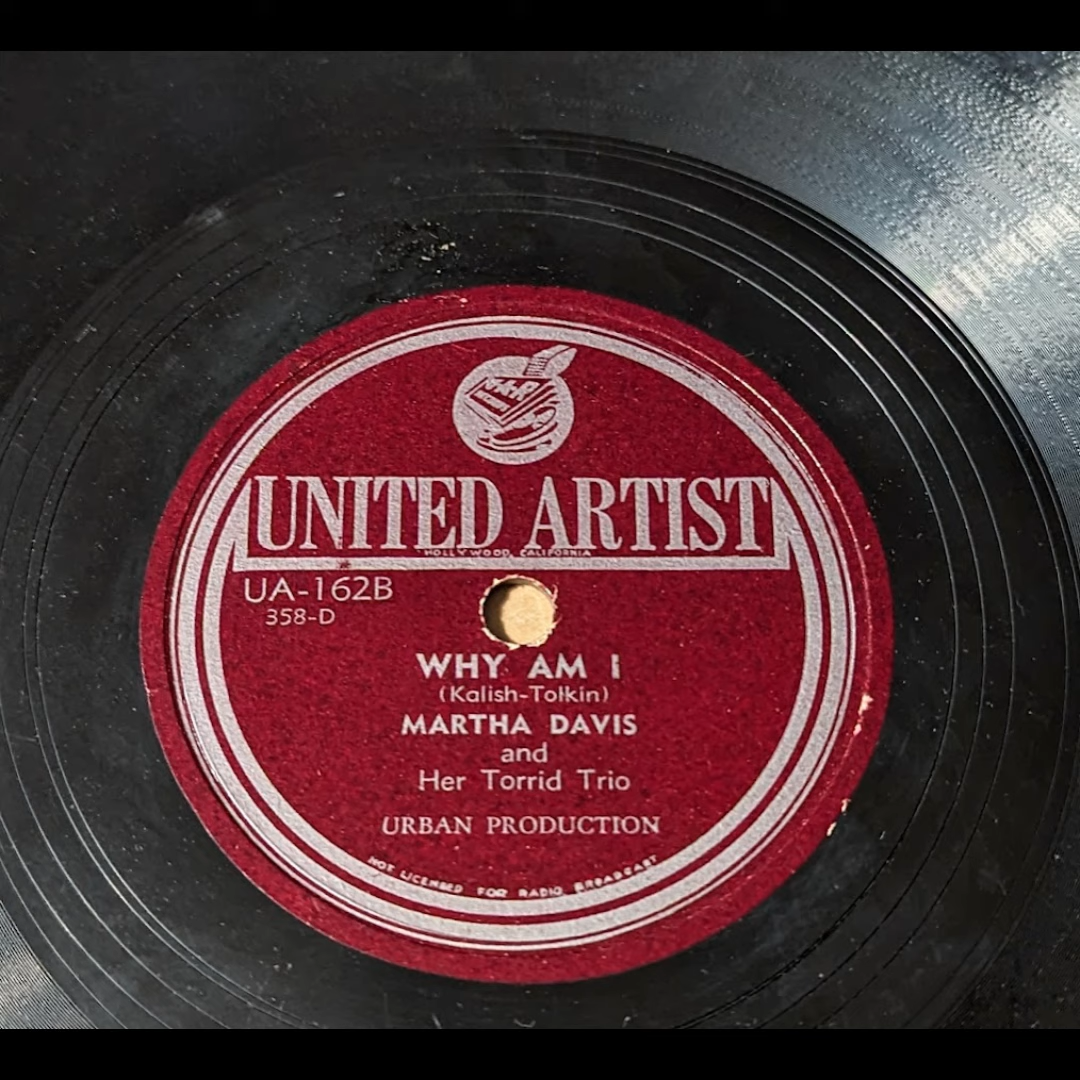 UNITED ARTIST
HOLLYWOOD, CALIFORNIA
UA-162B
358-D
WHY AM I
(Kalish-Tolkin)
MARTHA DAVIS
and
Her Torrid Trio
URBAN PRODUCTION
NOT LICENSED FOR RADIO BROADCAST